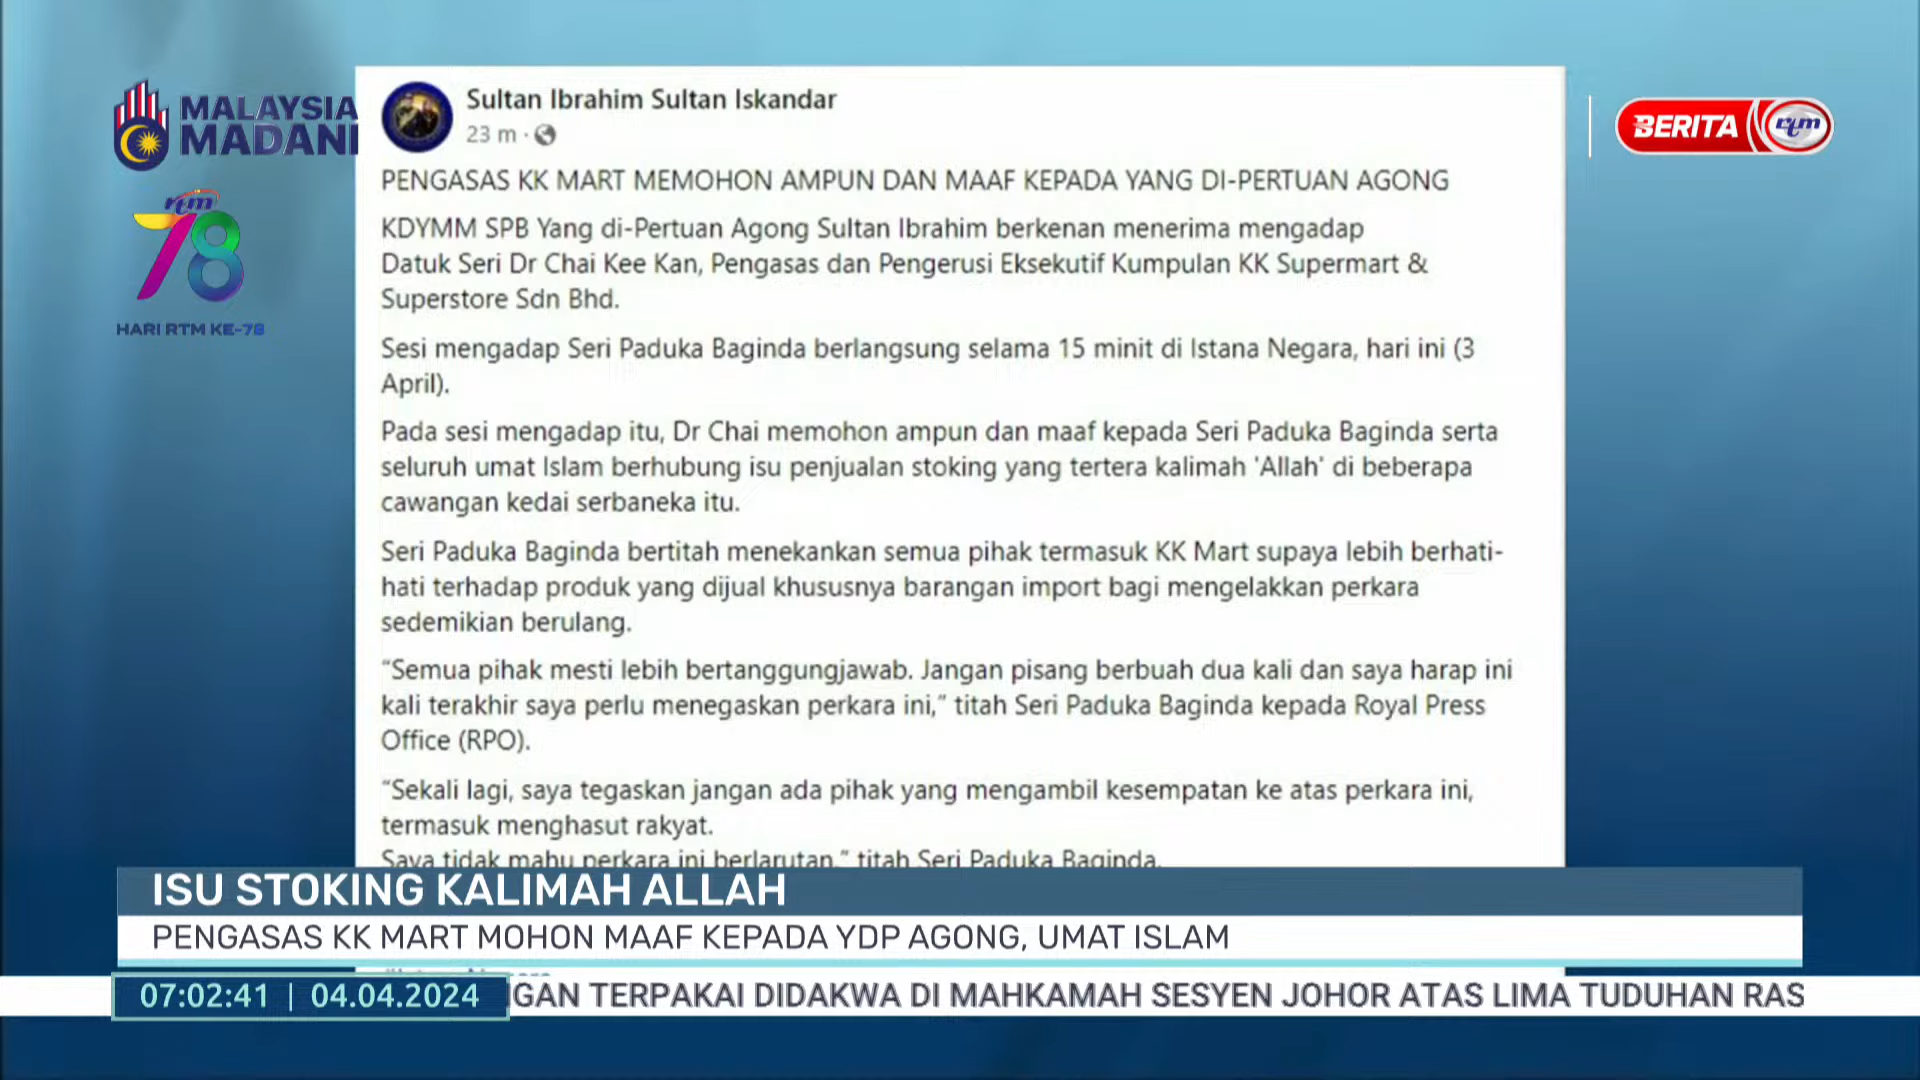 MALAYSIA
MADANI
rtm
78
HARI RTM KE-78
BERITA rtm
Sultan Ibrahim Sultan Iskandar
23 m ·
PENGASAS KK MART MEMOHON AMPUN DAN MAAF KEPADA YANG DI-PERTUAN AGONG
KDYMM SPB Yang di-Pertuan Agong Sultan Ibrahim berkenan menerima mengadap
Datuk Seri Dr Chai Kee Kan, Pengasas dan Pengerusi Eksekutif Kumpulan KK Supermart &
Superstore Sdn Bhd.
Sesi mengadap Seri Paduka Baginda berlangsung selama 15 minit di Istana Negara, hari ini (3
April).
Pada sesi mengadap itu, Dr Chai memohon ampun dan maaf kepada Seri Paduka Baginda serta
seluruh umat Islam berhubung isu penjualan stoking yang tertera kalimah 'Allah' di beberapa
cawangan kedai serbaneka itu.
Seri Paduka Baginda bertitah menekankan semua pihak termasuk KK Mart supaya lebih berhati-
hati terhadap produk yang dijual khususnya barangan import bagi mengelakkan perkara
sedemikian berulang.
“Semua pihak mesti lebih bertanggungjawab. Jangan pisang berbuah dua kali dan saya harap ini
kali terakhir saya perlu menegaskan perkara ini,” titah Seri Paduka Baginda kepada Royal Press
Office (RPO).
“Sekali lagi, saya tegaskan jangan ada pihak yang mengambil kesempatan ke atas perkara ini,
termasuk menghasut rakyat.
Saya tidak mahu perkara ini berlarutan,” titah Seri Paduka Baginda.
ISU STOKING KALIMAH ALLAH
PENGASAS KK MART MOHON MAAF KEPADA YDP AGONG, UMAT ISLAM
07:02:41 | 04.04.2024
GAN TERPAKAI DIDAKWA DI MAHKAMAH SESYEN JOHOR ATAS LIMA TUDUHAN RAS